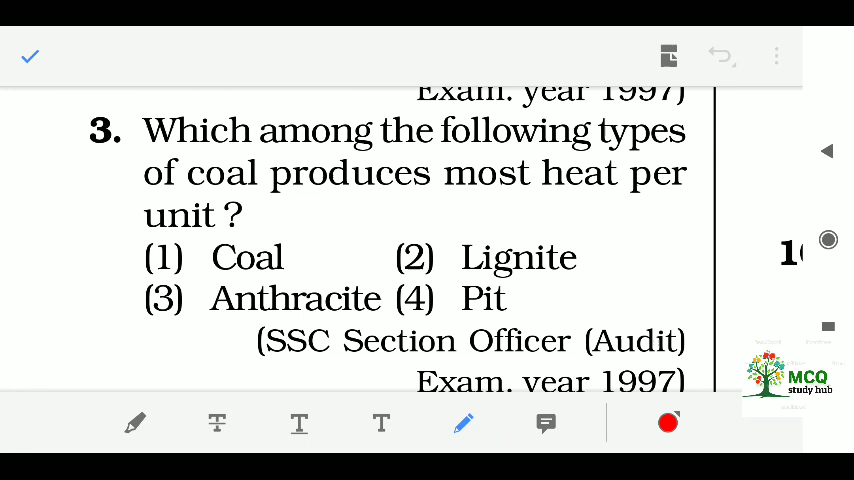 Exam. year 1997)
3. Which among the following types
of coal produces most heat per
unit ?
(1) Coal (2) Lignite
(3) Anthracite (4) Pit
(SSC Section Officer (Audit)
Exam. year 1997)
MCQ
study hub